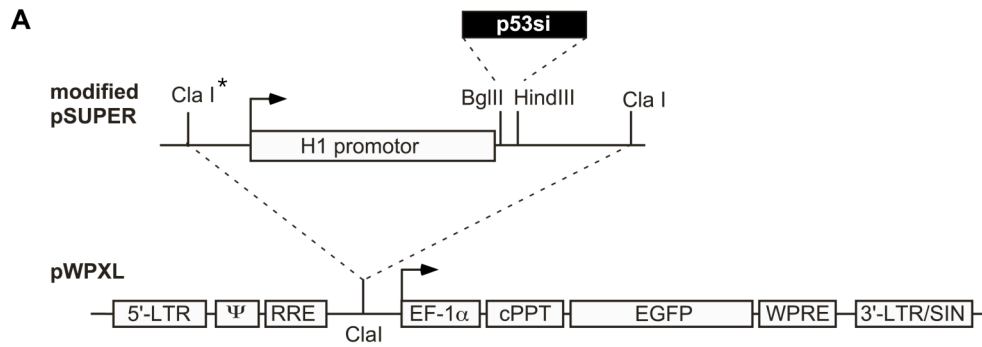 A
p53si
modified
pSUPER
Cla I*
BglII HindIII
Cla I
H1 promotor
pWPXL
5'-LTR Ψ RRE ClaI EF-1α cPPT EGFP WPRE 3'-LTR/SIN